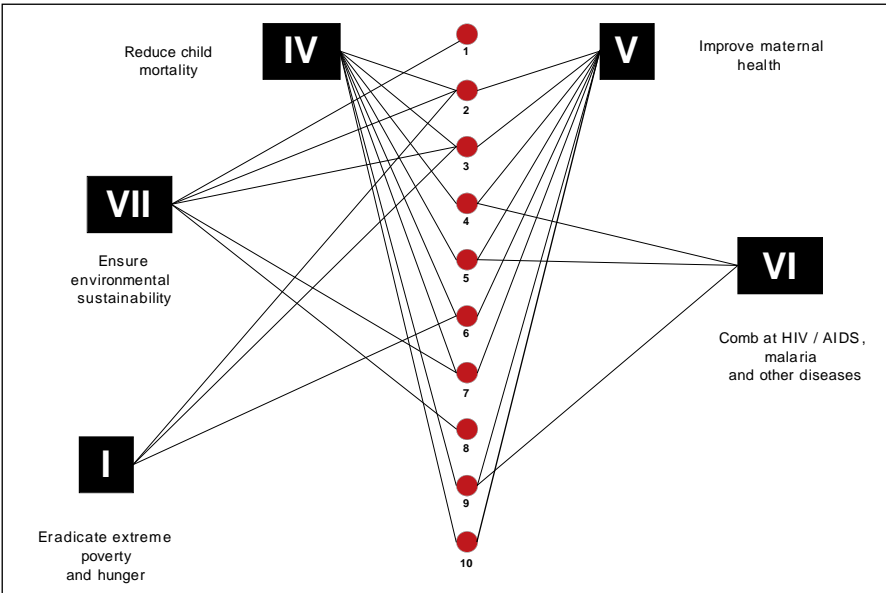 IV
Reduce child
mortality
V
Improve maternal
health
1
2
3
4
5
6
7
8
9
10
VII
Ensure
environmental
sustainability
VI
Comb at HIV / AIDS,
malaria
and other diseases
I
Eradicate extreme
poverty
and hunger